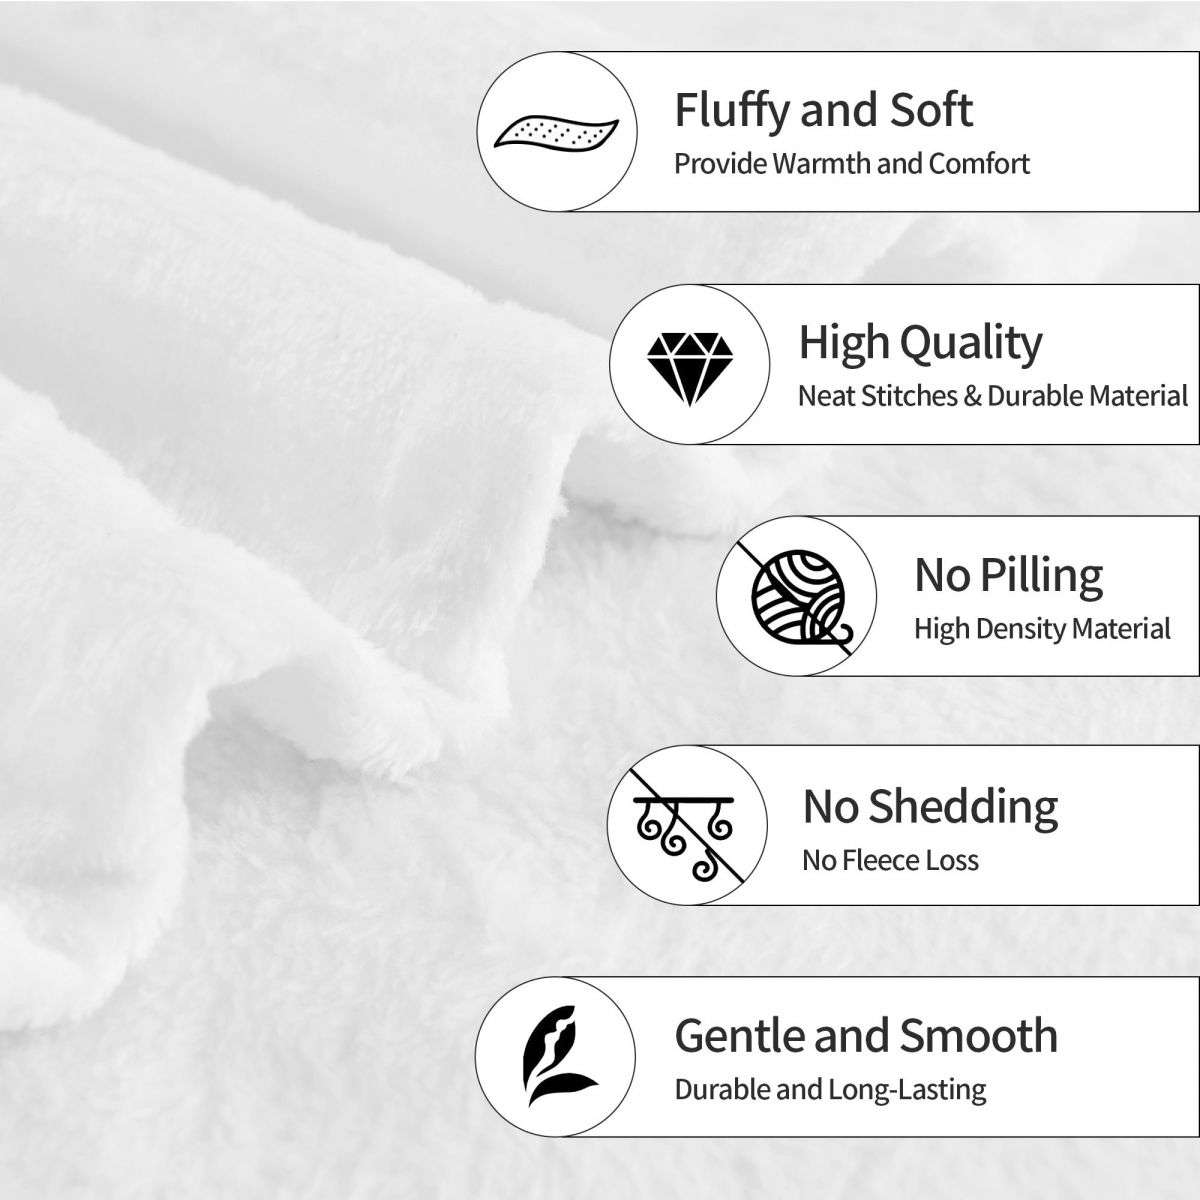 Fluffy and Soft
Provide Warmth and Comfort
High Quality
Neat Stitches & Durable Material
No Pilling
High Density Material
No Shedding
No Fleece Loss
Gentle and Smooth
Durable and Long-Lasting